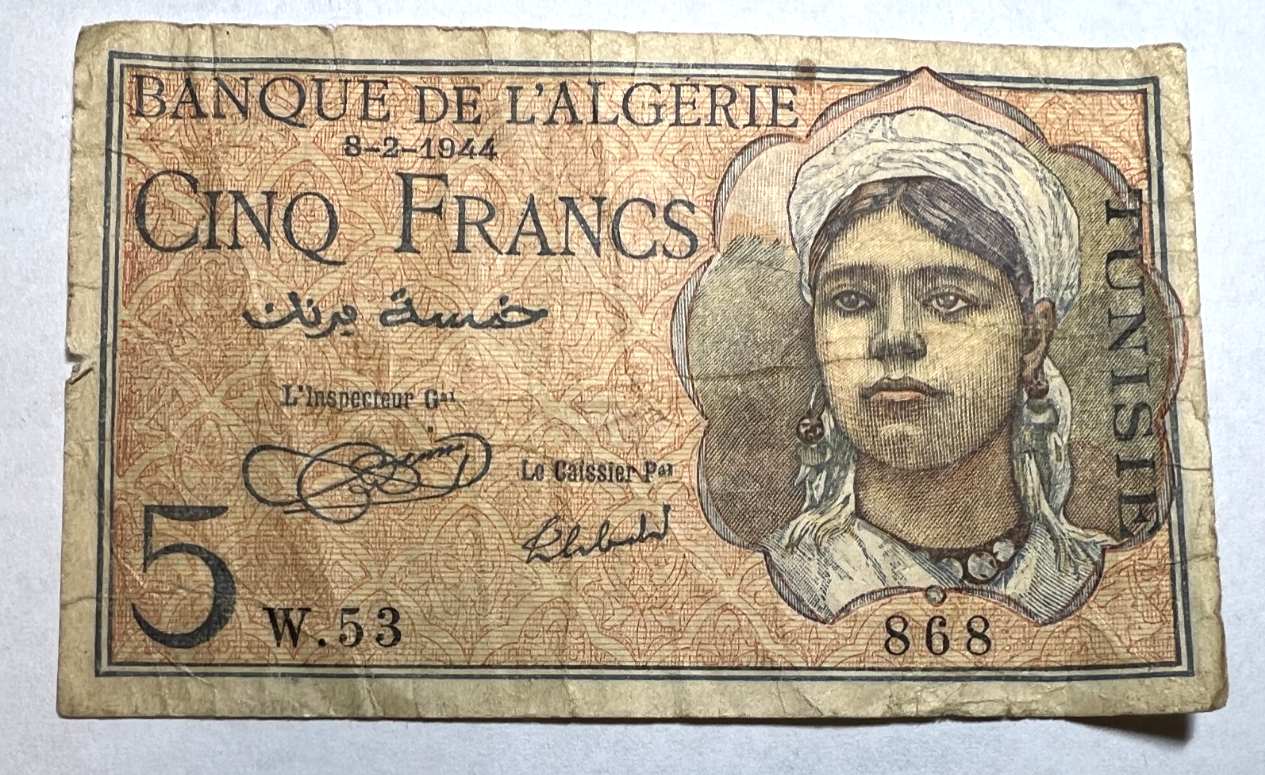 BANQUE DE L'ALGÉRIE
8-2-1944
CINQ FRANCS
خمسة فرنك
L'Inspecteur Gal
Le Caissier Pal
5
W.53
868
TUNISIE